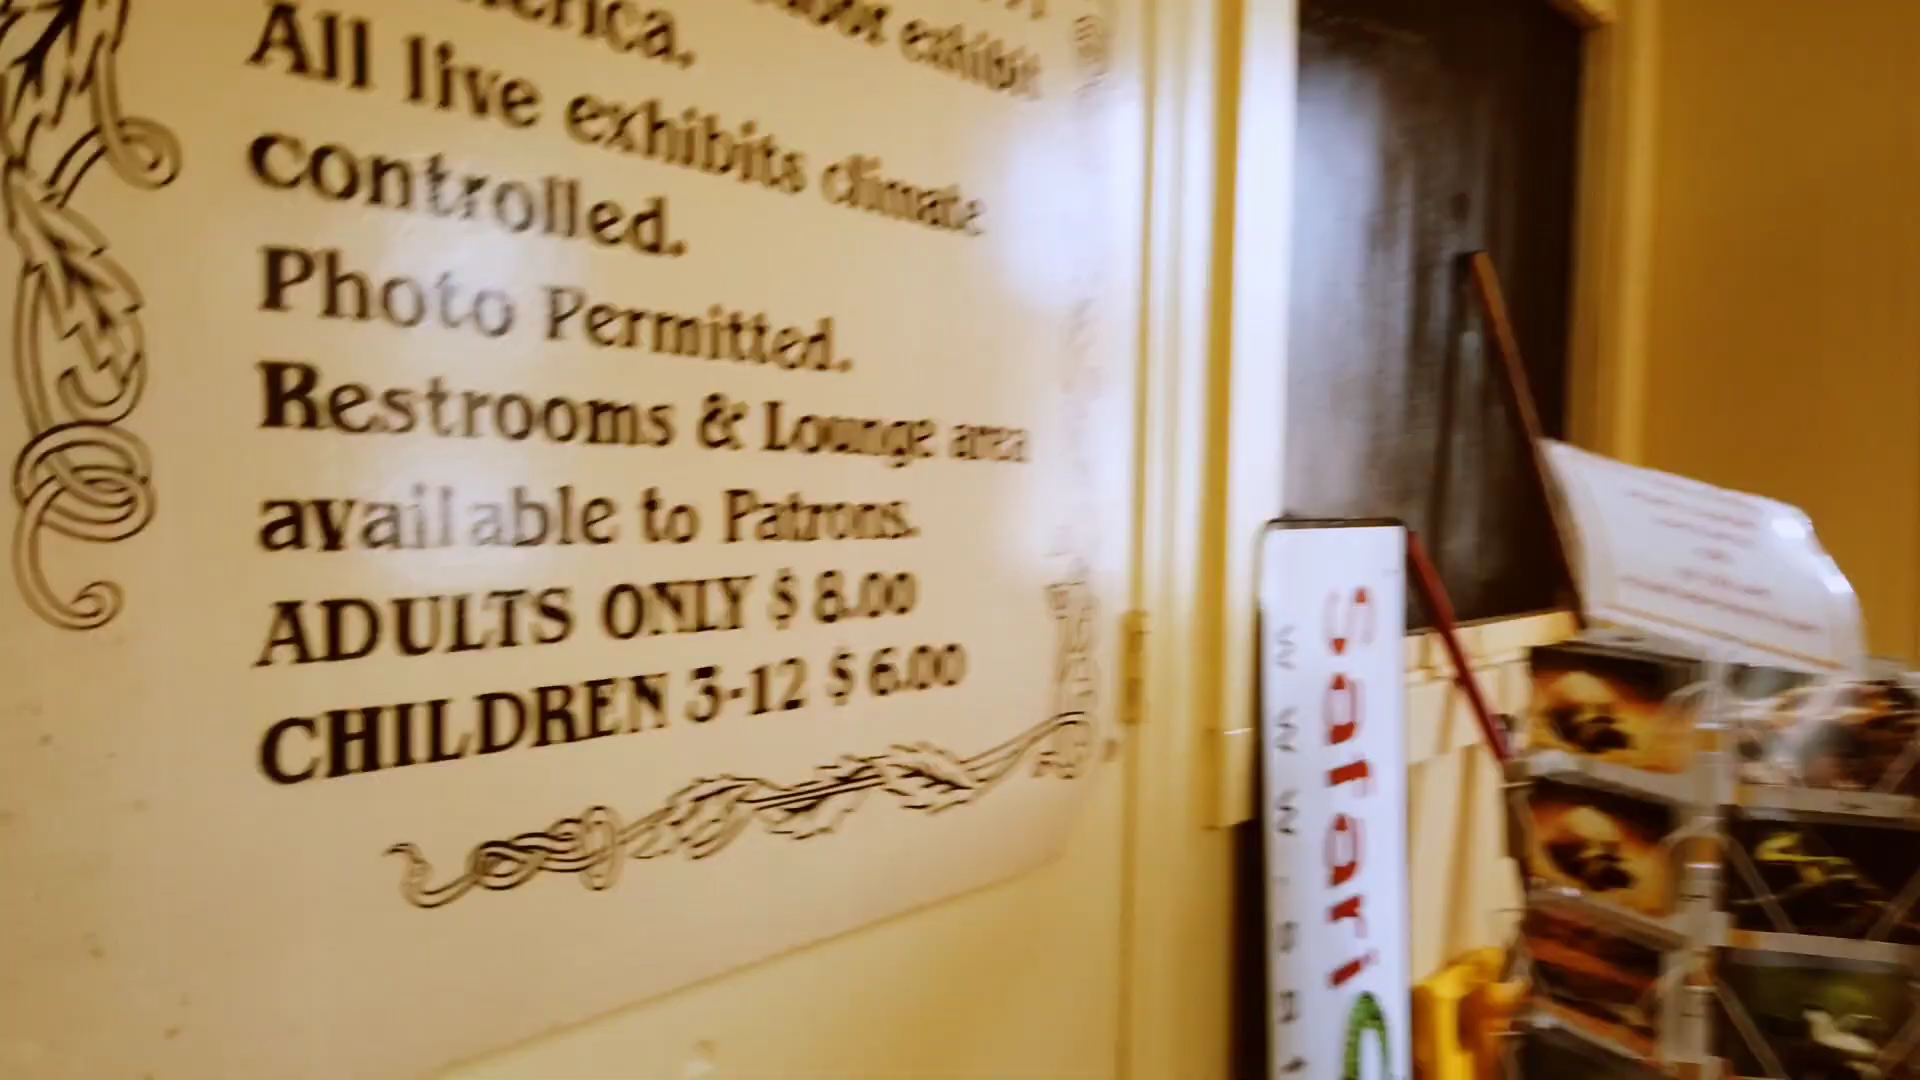 exhibit
All live exhibits climate
controlled.
Photo Permitted.
Restrooms & Lounge area
available to Patrons.
ADULTS ONLY $ 8.00
CHILDREN 3-12 $ 6.00
Safari